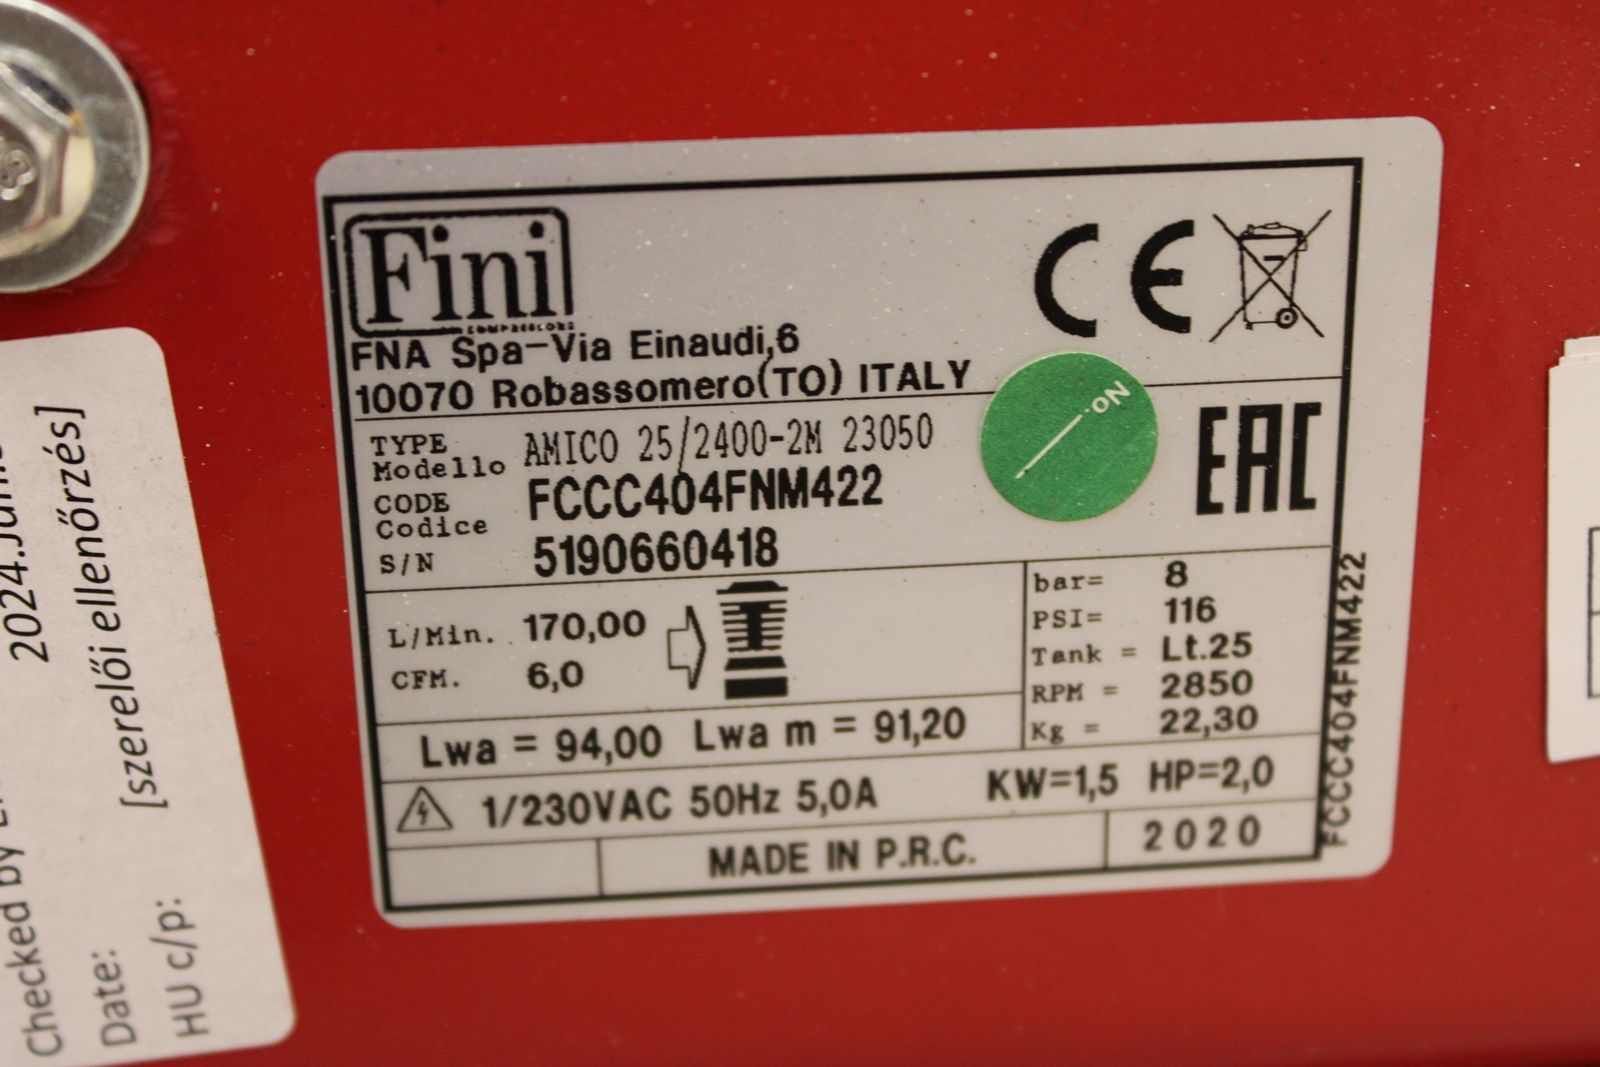 Fini
COMPRESSORS
FNA Spa-Via Einaudi,6
10070 Robassomero(TO) ITALY
CE
No.
EAC
TYPE
Modello
AMICO 25/2400-2M 23050
CODE
Codice
FCCC404FNM422
S/N
5190660418
L/Min. 170,00
CFM. 6,0
bar= 8
PSI= 116
Tank = Lt.25
RPM = 2850
Kg = 22,30
Lwa = 94,00 Lwa m = 91,20
1/230VAC 50Hz 5,0A KW=1,5 HP=2,0
MADE IN P.R.C.
2020
FCCC404FNM422
Checked by
2024.
Date:
[szerelői ellenőrzés]
HU c/p: